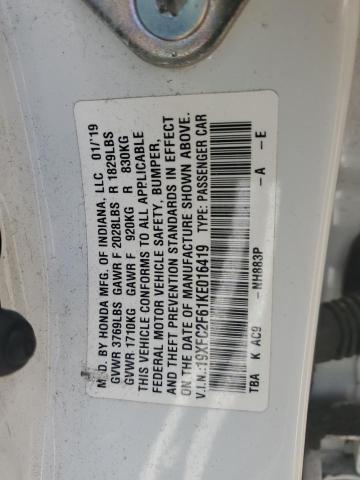 MFD. BY HONDA MFG. OF INDIANA, LLC 01/'19
GVWR 3769LBS GAWR F 2028LBS R 1829LBS
GVWR 1710KG GAWR F 920KG R 830KG
THIS VEHICLE CONFORMS TO ALL APPLICABLE
FEDERAL MOTOR VEHICLE SAFETY, BUMPER,
AND THEFT PREVENTION STANDARDS IN EFFECT
ON THE DATE OF MANUFACTURE SHOWN ABOVE.
V.I.N.:19XFC2F61KE016419 TYPE: PASSENGER CAR
TBA K AC9 -NH883P -A -E